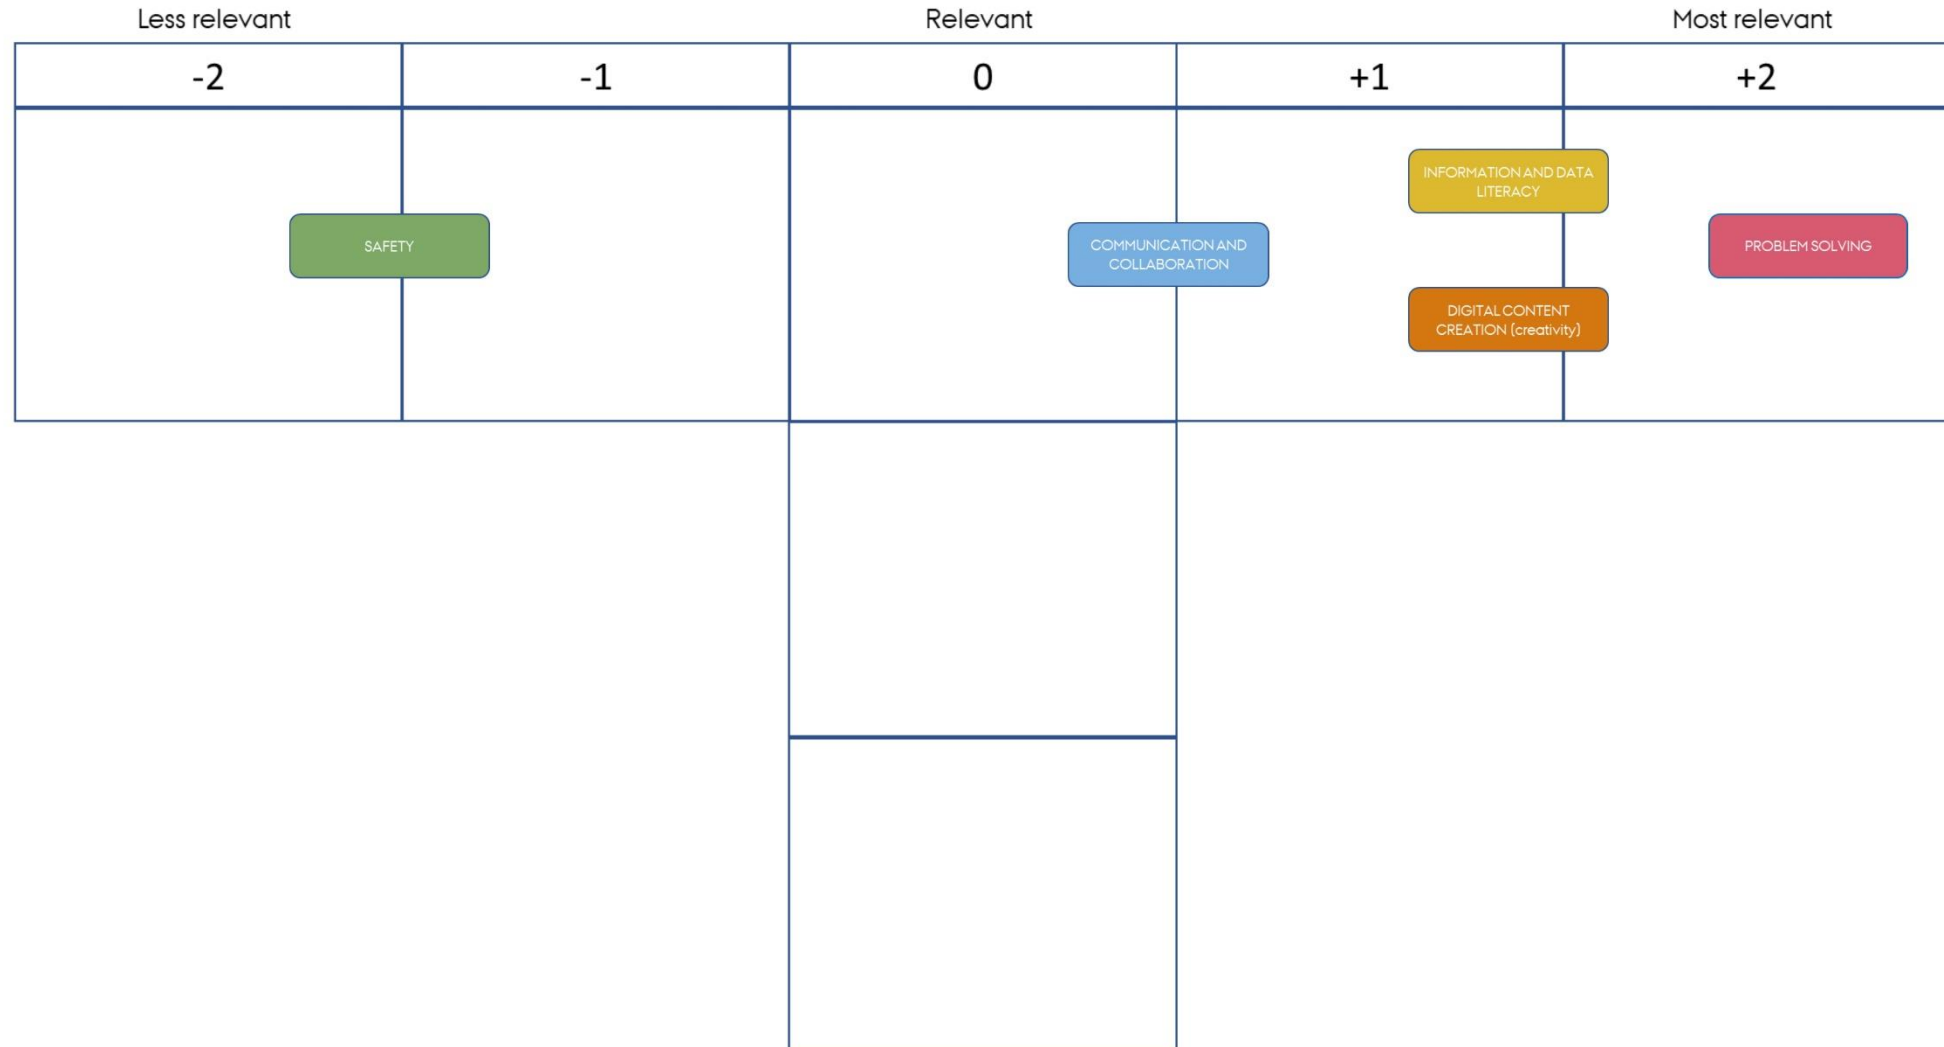 Less relevant
Relevant
Most relevant
-2
-1
0
+1
+2
INFORMATION AND DATA
LITERACY
SAFETY
COMMUNICATION AND
COLLABORATION
PROBLEM SOLVING
DIGITAL CONTENT
CREATION (creativity)